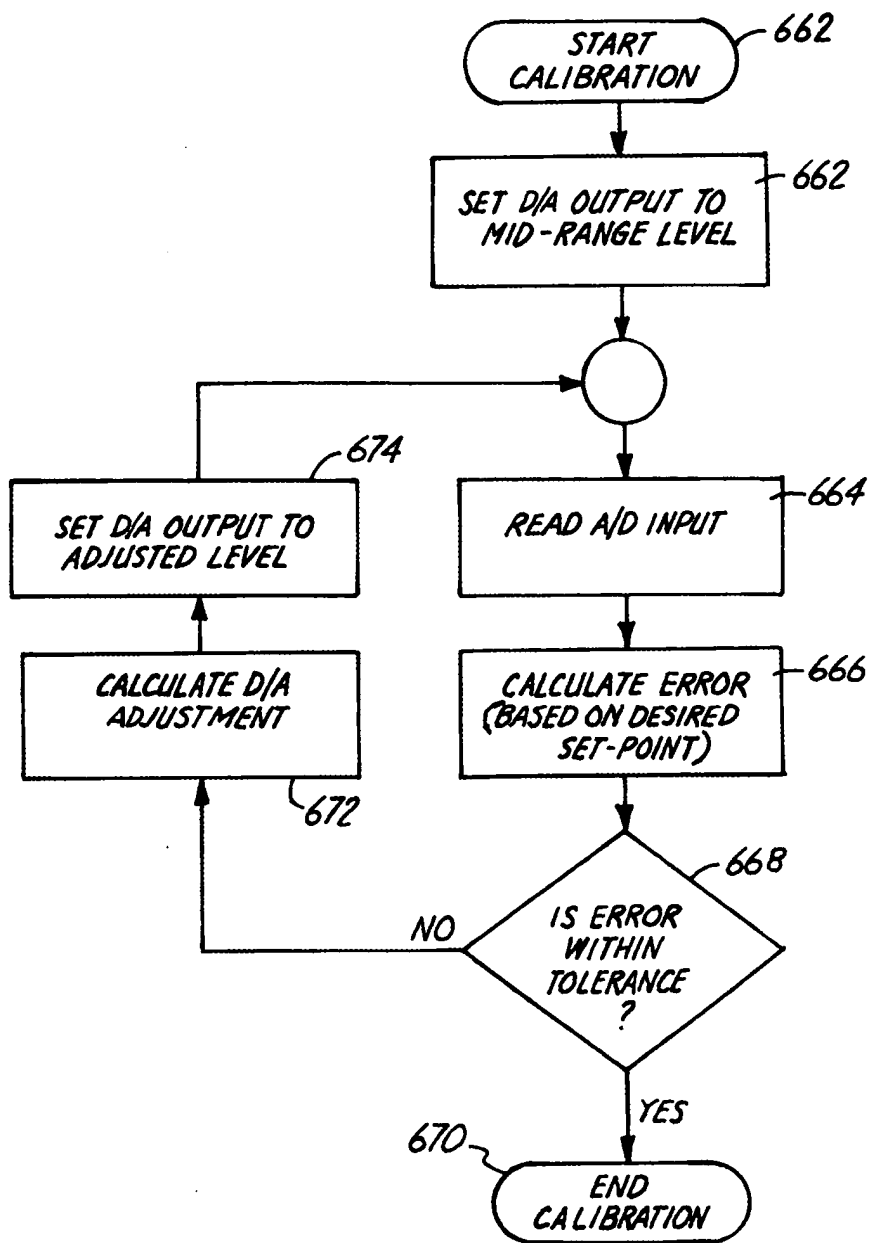 START
CALIBRATION
662
SET D/A OUTPUT TO
MID-RANGE LEVEL
662
READ A/D INPUT
664
CALCULATE ERROR
(BASED ON DESIRED
SET-POINT)
666
IS ERROR
WITHIN
TOLERANCE
?
668
NO
YES
CALCULATE D/A
ADJUSTMENT
672
SET D/A OUTPUT TO
ADJUSTED LEVEL
674
END
CALIBRATION
670